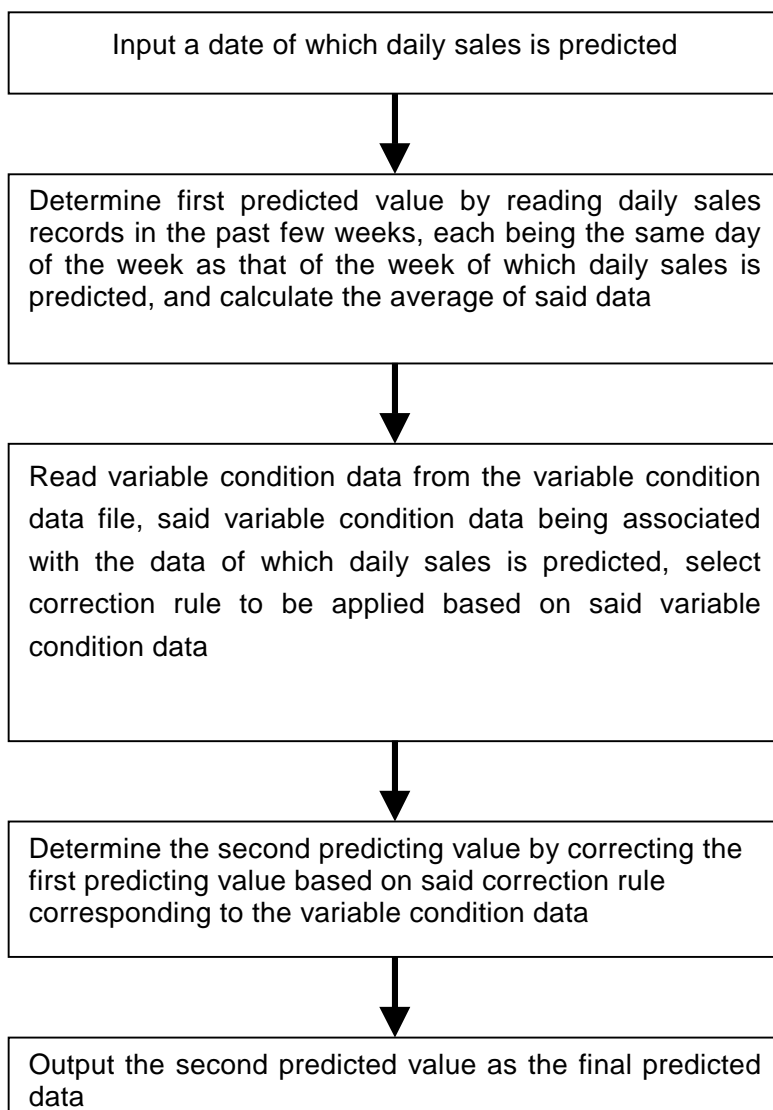 Input a date of which daily sales is predicted
Determine first predicted value by reading daily sales
records in the past few weeks, each being the same day
of the week as that of the week of which daily sales is
predicted, and calculate the average of said data
Read variable condition data from the variable condition
data file, said variable condition data being associated
with the data of which daily sales is predicted, select
correction rule to be applied based on said variable
condition data
Determine the second predicting value by correcting the
first predicting value based on said correction rule
corresponding to the variable condition data
Output the second predicted value as the final predicted
data